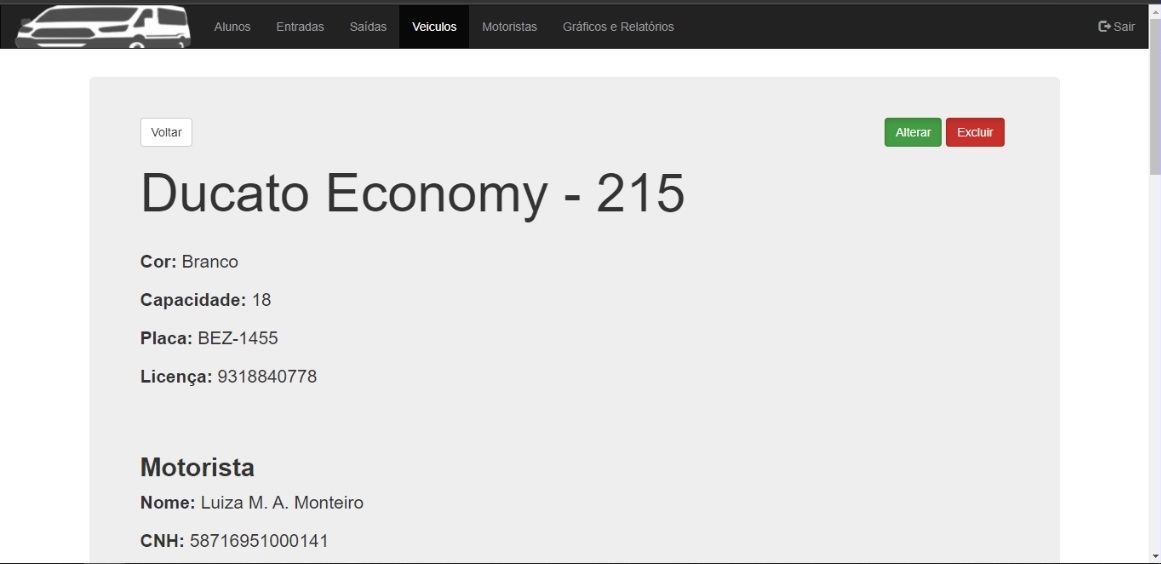 Alunos Entradas Saídas Veiculos Motoristas Gráficos e Relatórios Sair
Voltar Alterar Excluir
Ducato Economy - 215
Cor: Branco
Capacidade: 18
Placa: BEZ-1455
Licença: 9318840778
Motorista
Nome: Luiza M. A. Monteiro
CNH: 58716951000141